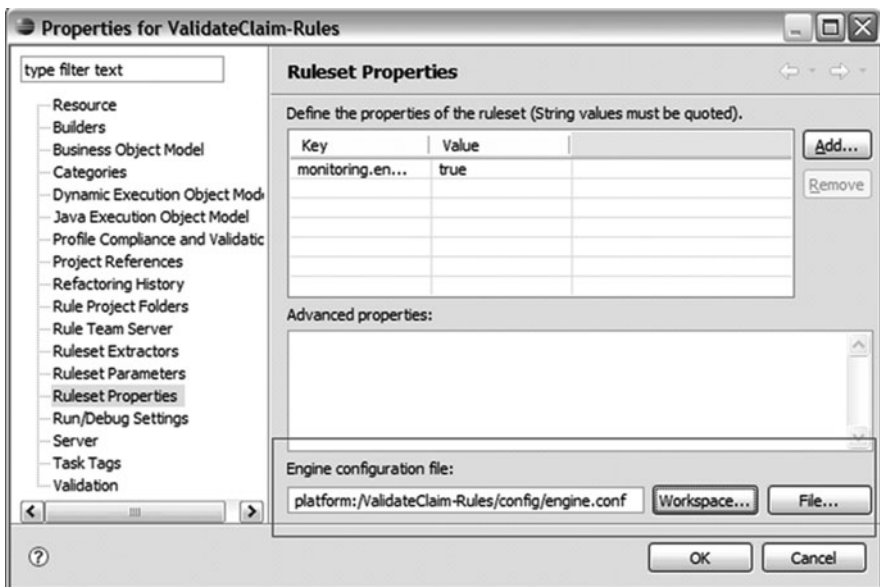 Properties for ValidateClaim-Rules
type filter text
Resource
Builders
Business Object Model
Categories
Dynamic Execution Object Mod
Java Execution Object Model
Profile Compliance and Validatic
Project References
Refactoring History
Rule Project Folders
Rule Team Server
Ruleset Extractors
Ruleset Parameters
Ruleset Properties
Run/Debug Settings
Server
Task Tags
Validation
Ruleset Properties
Define the properties of the ruleset (String values must be quoted).
Key Value
monitoring.en... true
Add...
Remove
Advanced properties:
Engine configuration file:
platform:/ValidateClaim-Rules/config/engine.conf Workspace... File...
? OK Cancel